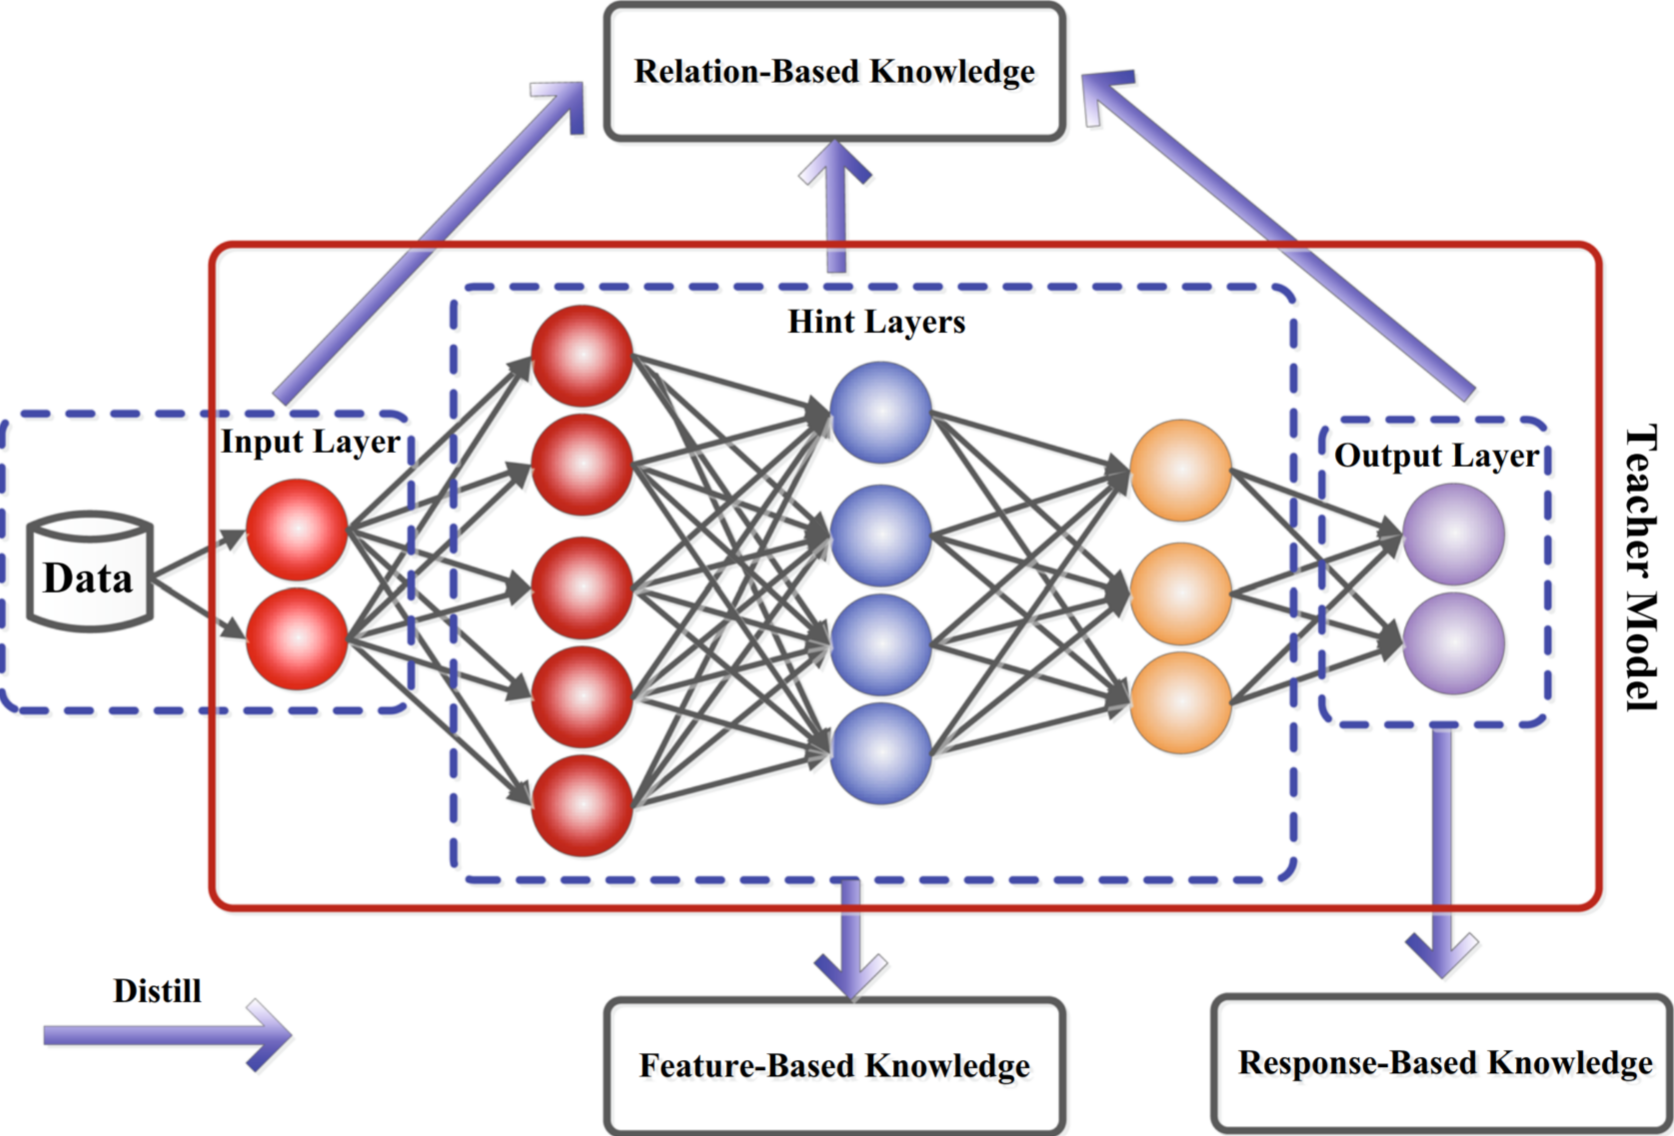 Relation-Based Knowledge
Hint Layers
Input Layer
Output Layer
Data
Teacher Model
Distill
Feature-Based Knowledge
Response-Based Knowledge